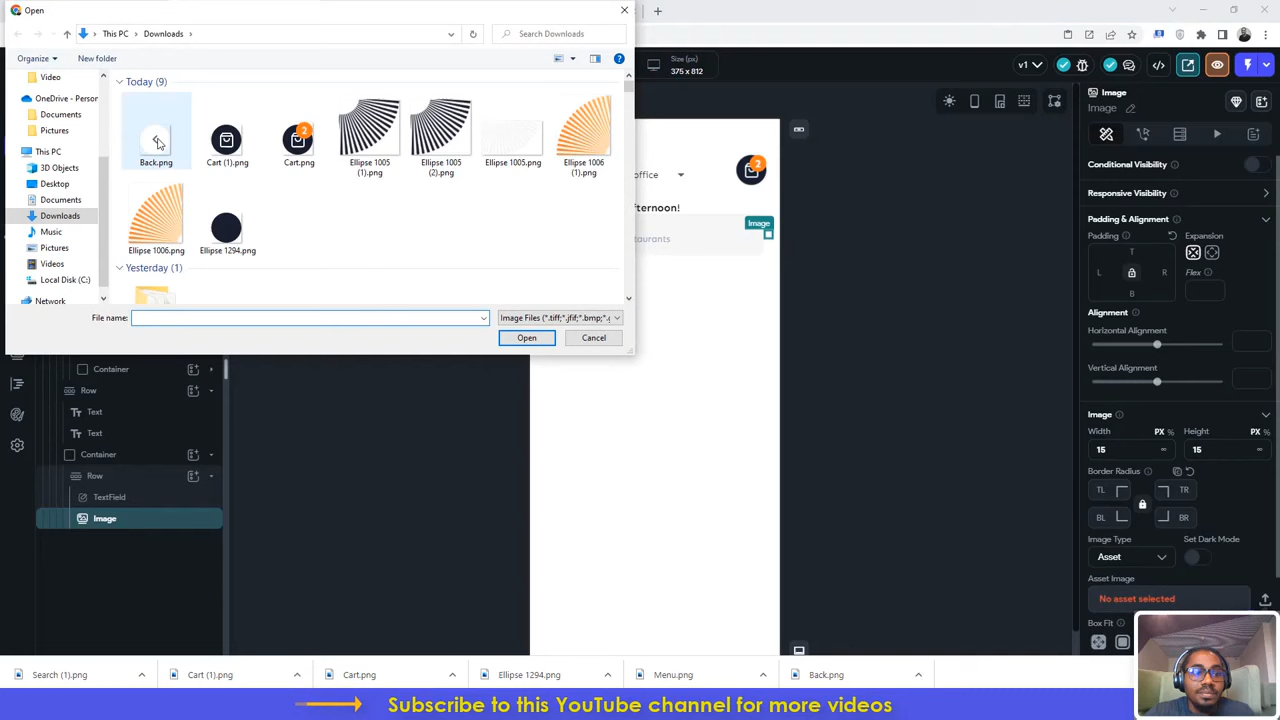 Open
This PC > Downloads >
Search Downloads
Organize
New folder
Video
OneDrive - Person
Documents
Pictures
This PC
3D Objects
Desktop
Documents
Downloads
Music
Pictures
Videos
Local Disk (C:)
Network
Today (9)
Back.png
Cart (1).png
2
Cart.png
Ellipse 1005 (1).png
Ellipse 1005 (2).png
Ellipse 1005.png
Ellipse 1006 (1).png
Ellipse 1006.png
Ellipse 1294.png
Yesterday (1)
File name:
Image Files (*.tiff;*.jfif;*.bmp;*.
Open
Cancel
Size (px)
375 x 812
v1
office
2
fternoon!
Image
taurants
Container
Row
Text
Text
Container
Row
TextField
Image
Image
Image
Conditional Visibility
Responsive Visibility
Padding & Alignment
Padding
Expansion
T
L
R
B
Flex
Alignment
Horizontal Alignment
Vertical Alignment
Image
Width
PX %
Height
PX %
15
15
Border Radius
TL
TR
BL
BR
Image Type
Set Dark Mode
Asset
Asset Image
No asset selected
Box Fit
Search (1).png
Cart (1).png
Cart.png
Ellipse 1294.png
Menu.png
Back.png
Subscribe to this YouTube channel for more videos